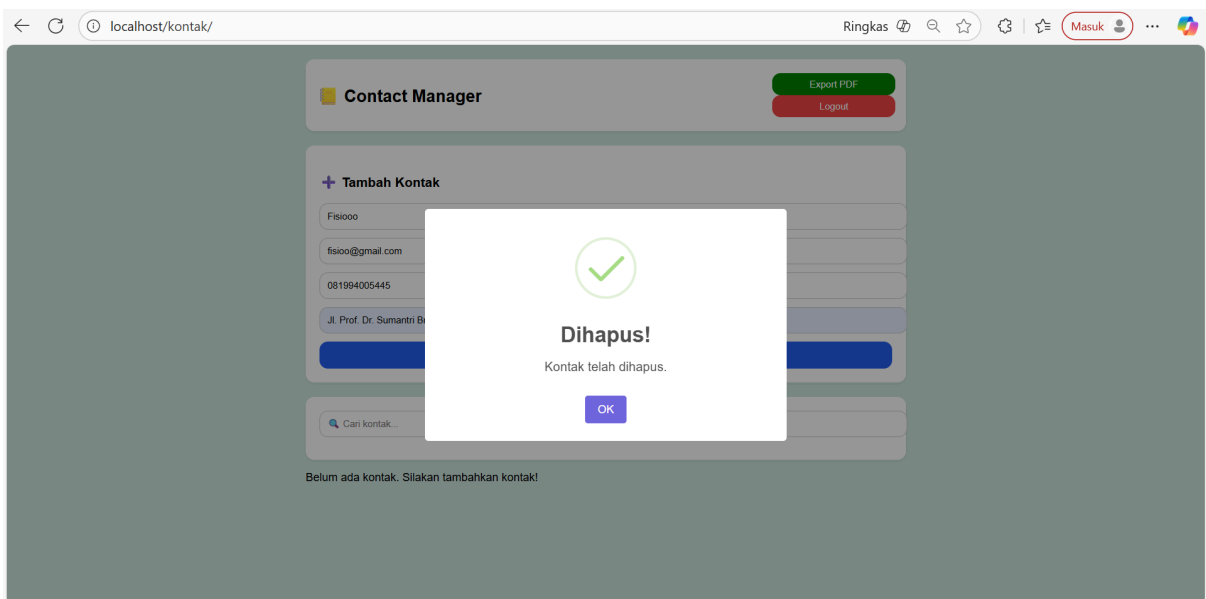 localhost/kontak/
Ringkas
Masuk
Contact Manager
Export PDF
Logout
Tambah Kontak
Fisiooo
fisioo@gmail.com
081994005445
Jl. Prof. Dr. Sumantri
Dihapus!
Kontak telah dihapus.
OK
Cari kontak...
Belum ada kontak. Silakan tambahkan kontak!